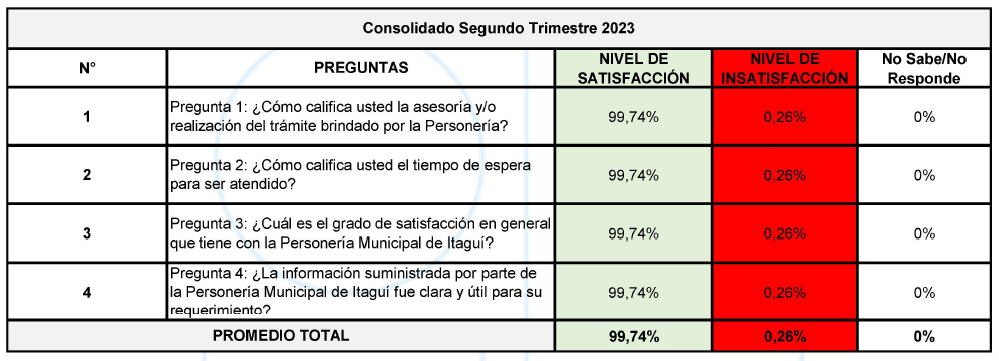 Consolidado Segundo Trimestre 2023
N° PREGUNTAS NIVEL DE SATISFACCIÓN NIVEL DE INSATISFACCIÓN No Sabe/No Responde
1 Pregunta 1: ¿Cómo califica usted la asesoría y/o
realización del trámite brindado por la Personería? 99,74% 0,26% 0%
2 Pregunta 2: ¿Cómo califica usted el tiempo de espera
para ser atendido? 99,74% 0,26% 0%
3 Pregunta 3: ¿Cuál es el grado de satisfacción en general
que tiene con la Personería Municipal de Itaguí? 99,74% 0,26% 0%
4 Pregunta 4: ¿La información suministrada por parte de
la Personería Municipal de Itaguí fue clara y útil para su
requerimiento? 99,74% 0,26% 0%
PROMEDIO TOTAL 99,74% 0,26% 0%